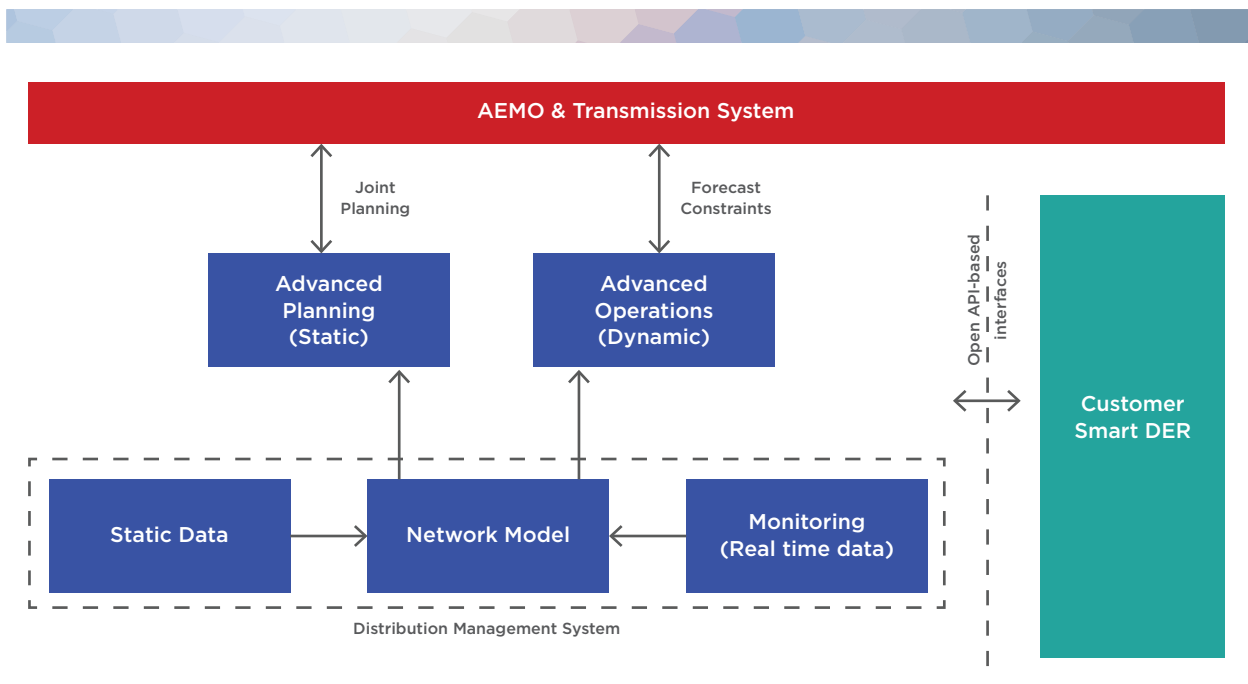 AEMO & Transmission System
Joint
Planning
Forecast
Constraints
Advanced
Planning
(Static)
Advanced
Operations
(Dynamic)
Open API-based
interfaces
Customer
Smart DER
Static Data
Network Model
Monitoring
(Real time data)
Distribution Management System